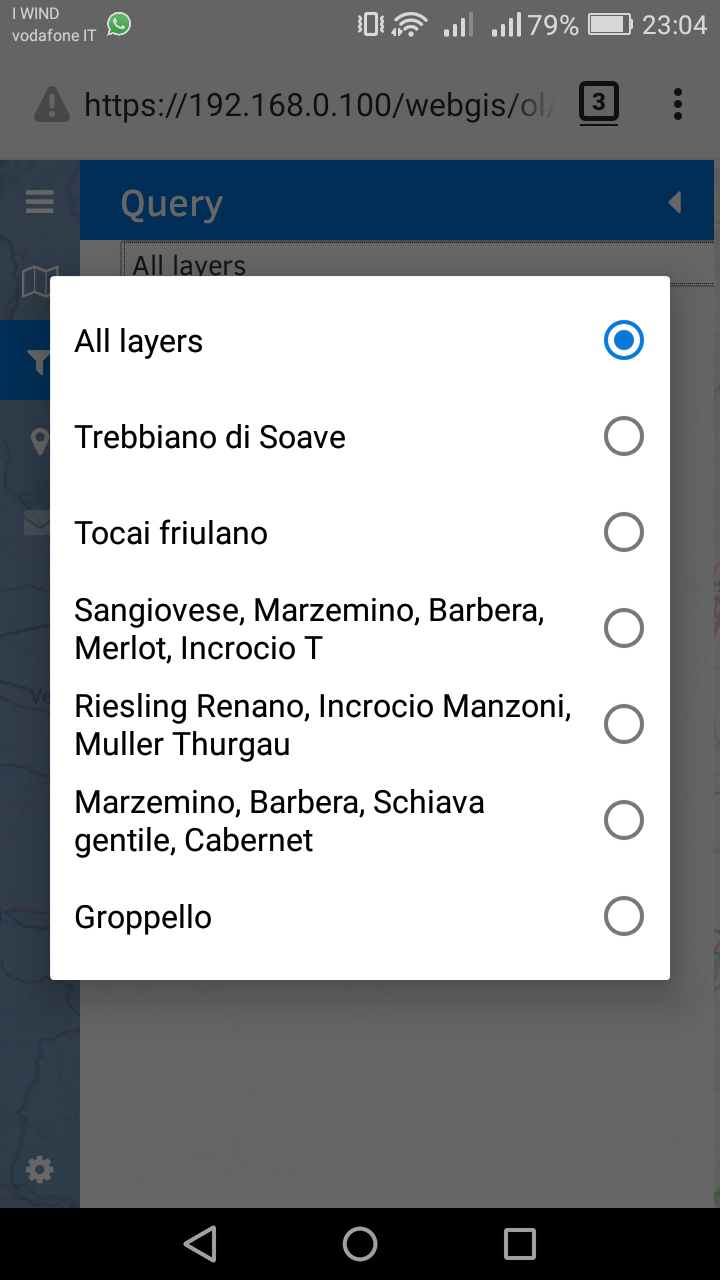 I WIND
vodafone IT
79%
23:04
https://192.168.0.100/webgis/ol/
3
Query
All layers
All layers
Trebbiano di Soave
Tocai friulano
Sangiovese, Marzemino, Barbera,
Merlot, Incrocio T
Riesling Renano, Incrocio Manzoni,
Muller Thurgau
Marzemino, Barbera, Schiava
gentile, Cabernet
Groppello